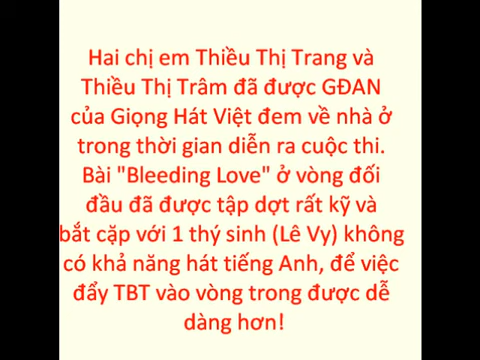 Hai chị em Thiều Thị Trang và
Thiều Thị Trâm đã được GĐAN
của Giọng Hát Việt đem về nhà ở
trong thời gian diễn ra cuộc thi.
Bài "Bleeding Love" ở vòng đối
đầu đã được tập dợt rất kỹ và
bắt cặp với 1 thý sinh (Lê Vy) không
có khả năng hát tiếng Anh, để việc
đẩy TBT vào vòng trong được dễ
dàng hơn!